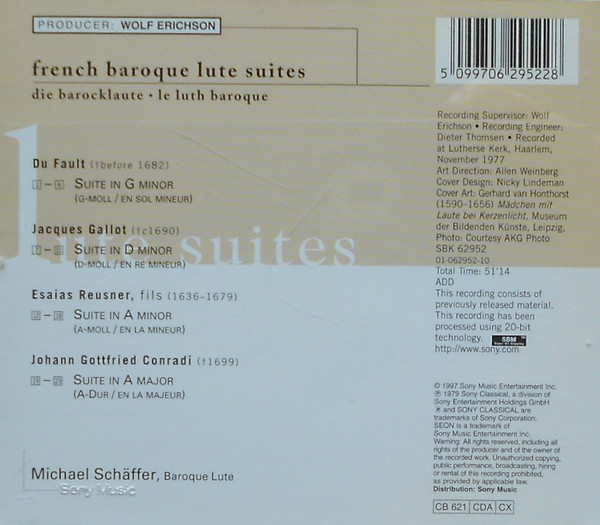 PRODUCER: WOLF ERICHSON
french baroque lute suites
die barocklaute • le luth baroque
Du Fault (†before 1682)
1 – 6 SUITE IN G MINOR
(G-MOLL / EN SOL MINEUR)
Jacques Gallot (†c1690)
SUITE IN D MINOR
(D-MOLL / EN RE MINEUR)
lute suites
Esaias Reusner, fils (1636–1679)
12 – 18 SUITE IN A MINOR
(A-MOLL / EN LA MINEUR)
Johann Gottfried Conradi (†1699)
19 – 23 SUITE IN A MAJOR
(A-DUR / EN LA MAJEUR)
Michael Schäffer, Baroque Lute
Sony Music
5 099706 295228
Recording Supervisor: Wolf
Erichson • Recording Engineer:
Dieter Thomsen • Recorded
at Lutherse Kerk, Haarlem,
November 1977
Art Direction: Allen Weinberg
Cover Design: Nicky Lindeman
Cover Art: Gerhard van Honthorst
(1590–1656) Mädchen mit
Laute bei Kerzenlicht, Museum
der Bildenden Künste, Leipzig.
Photo: Courtesy AKG Photo
SBK 62952
01-062952-10
Total Time: 51'14
ADD
This recording consists of
previously released material.
This recording has been
processed using 20-bit
technology. SBM
http://www.sony.com
© 1997 Sony Music Entertainment Inc.
℗ 1979 Sony Classical, a division of
Sony Entertainment Holdings GmbH
and SONY CLASSICAL are
trademarks of Sony Corporation.
SEON is a trademark of
Sony Music Entertainment Inc.
Warning: All rights reserved, including all
rights of the producer and of the owner of
the recorded work. Unauthorized copying,
public performance, broadcasting, hiring
or rental of this recording prohibited,
as provided by applicable law.
Distribution: Sony Music
CB 621 CDA CX